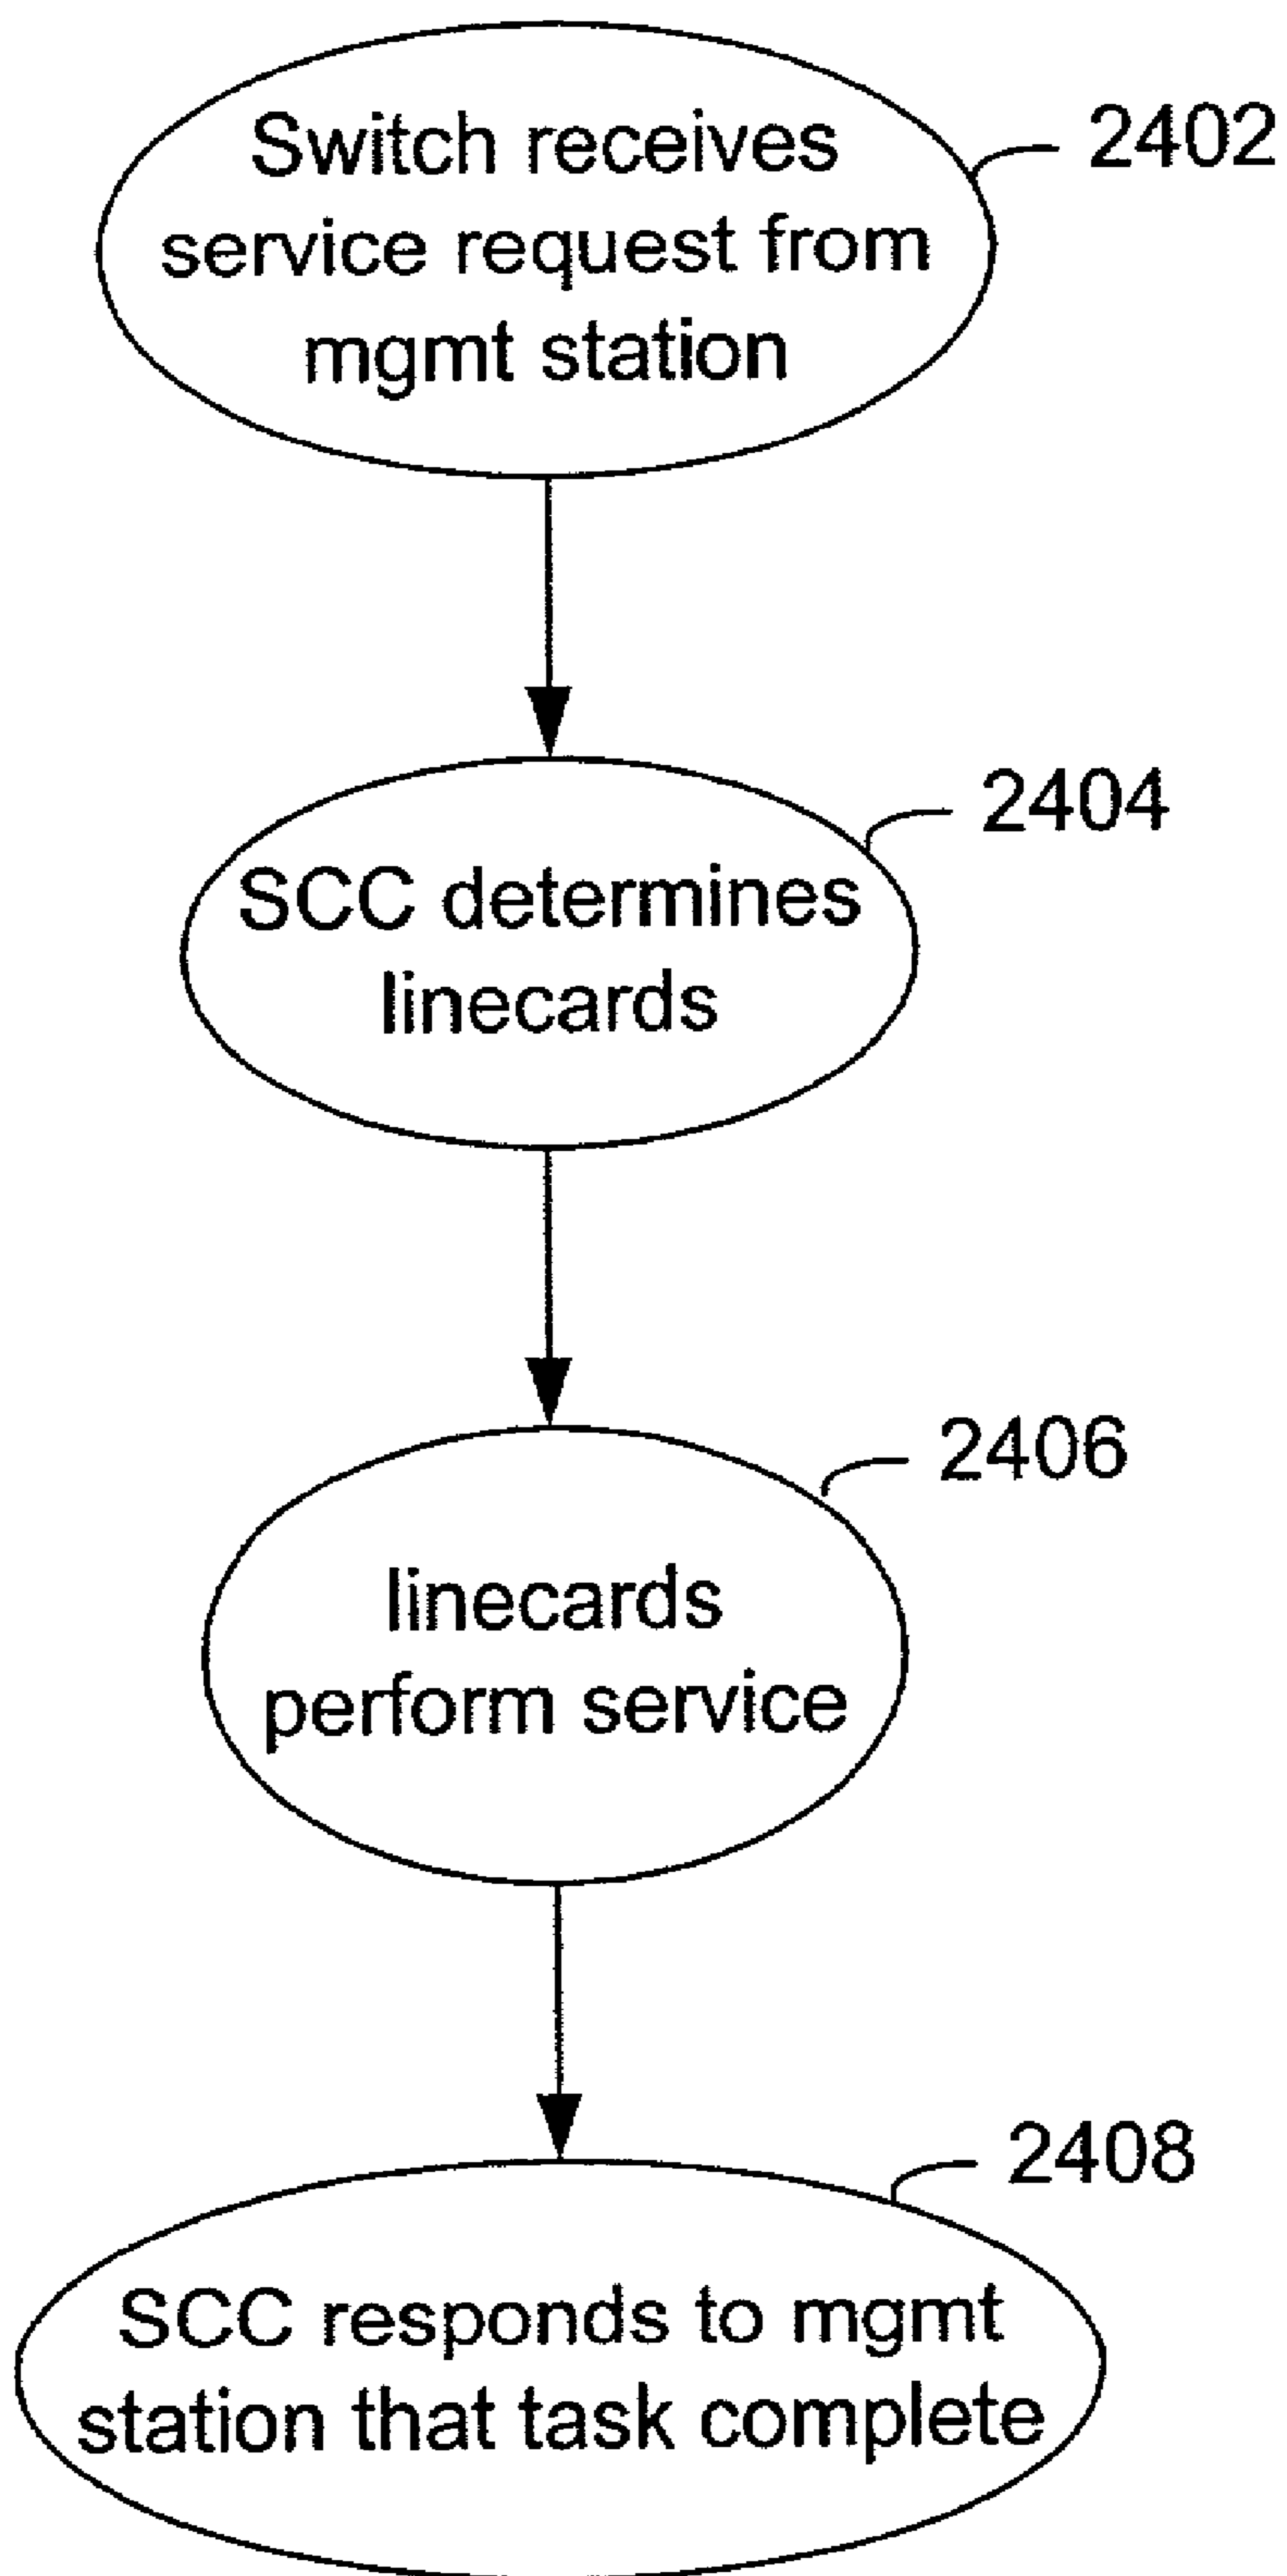 Switch receives
service request from
mgmt station
2402
SCC determines
linecards
2404
linecards
perform service
2406
SCC responds to mgmt
station that task complete
2408